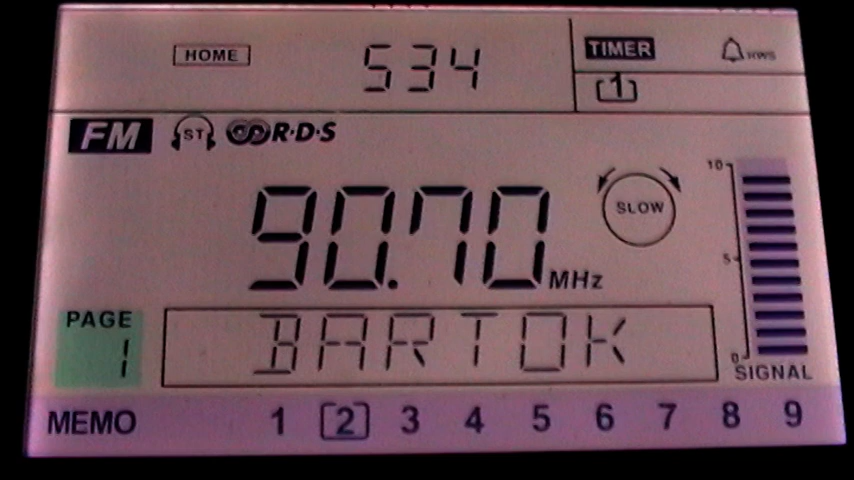 HOME 534 TIMER HWS
1
FM ST R·D·S
90.70 MHz SLOW
10
5
0
SIGNAL
PAGE
1 BARTOK
MEMO 1 2 3 4 5 6 7 8 9